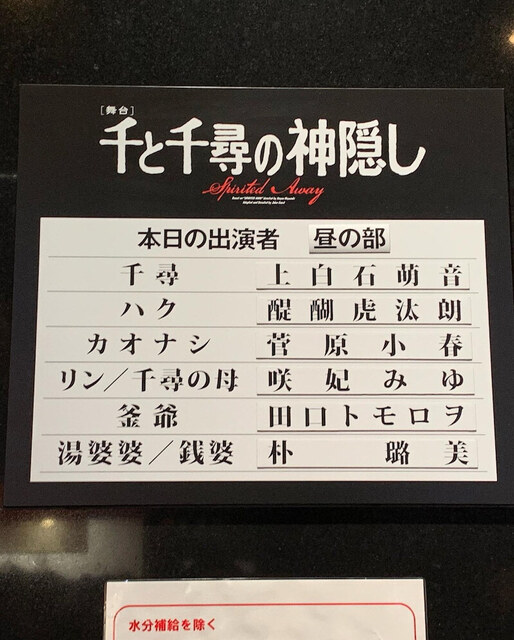 [舞台]
千と千尋の神隠し
Spirited Away
本日の出演者 昼の部
千尋 上白石萌音
ハク 醍醐虎汰朗
カオナシ 菅原小春
リン／千尋の母 咲妃みゆ
釜爺 田口トモロヲ
湯婆婆／銭婆 朴璐美
水分補給を除く